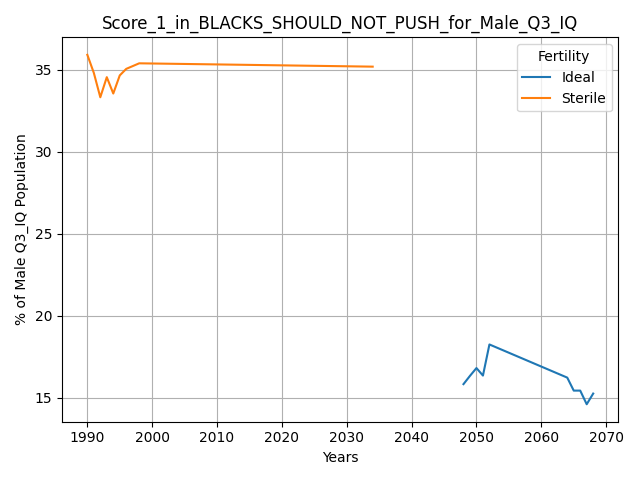 Score_1_in_BLACKS_SHOULD_NOT_PUSH_for_Male_Q3_IQ
Fertility
Ideal
Sterile
% of Male Q3_IQ Population
35
30
25
20
15
1990 2000 2010 2020 2030 2040 2050 2060 2070
Years